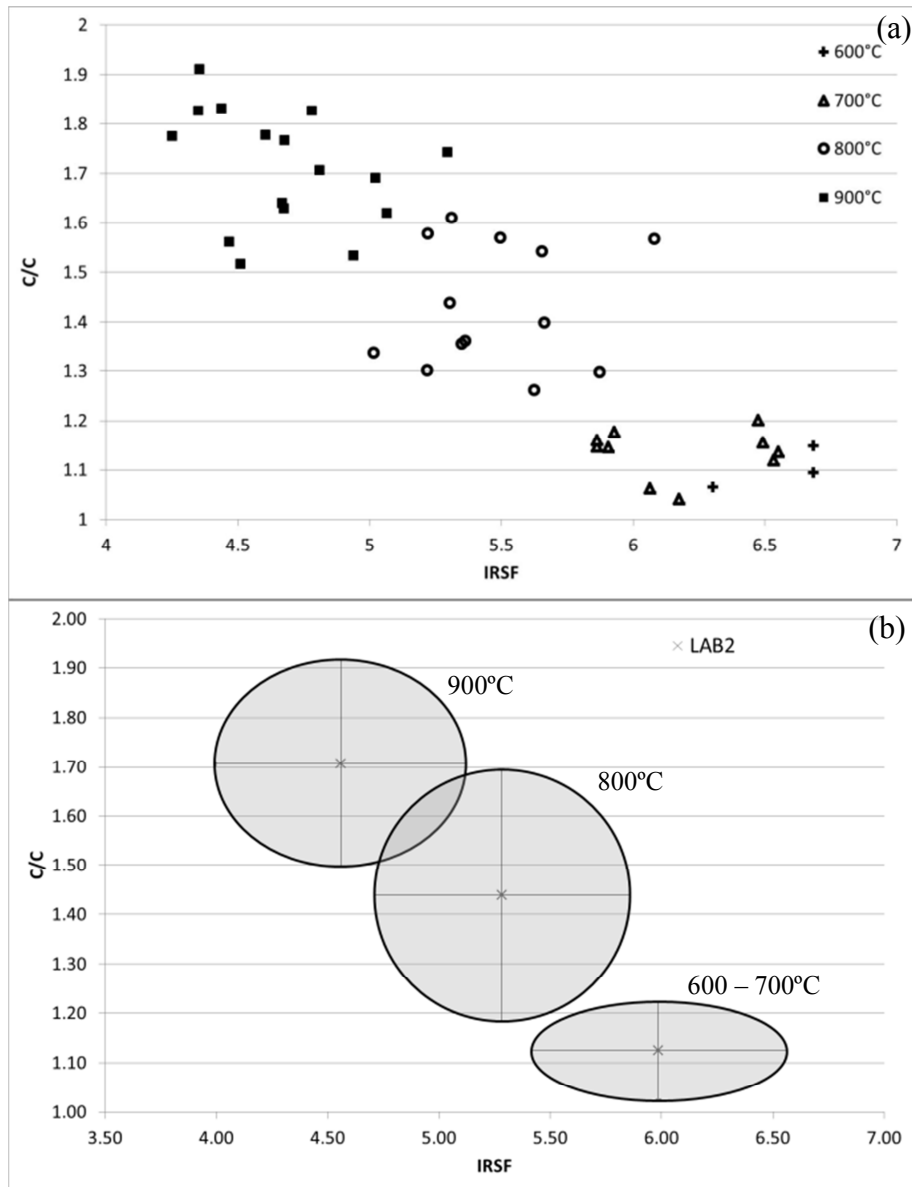 (a)
2
1.9
1.8
1.7
1.6
1.5
1.4
1.3
1.2
1.1
1
C/C
600°C
700°C
800°C
900°C
4 4.5 5 5.5 6 6.5 7
IRSF
(b)
2.00
1.90
1.80
1.70
1.60
1.50
1.40
1.30
1.20
1.10
1.00
C/C
LAB2
900ºC
800ºC
600 – 700ºC
3.50 4.00 4.50 5.00 5.50 6.00 6.50 7.00
IRSF